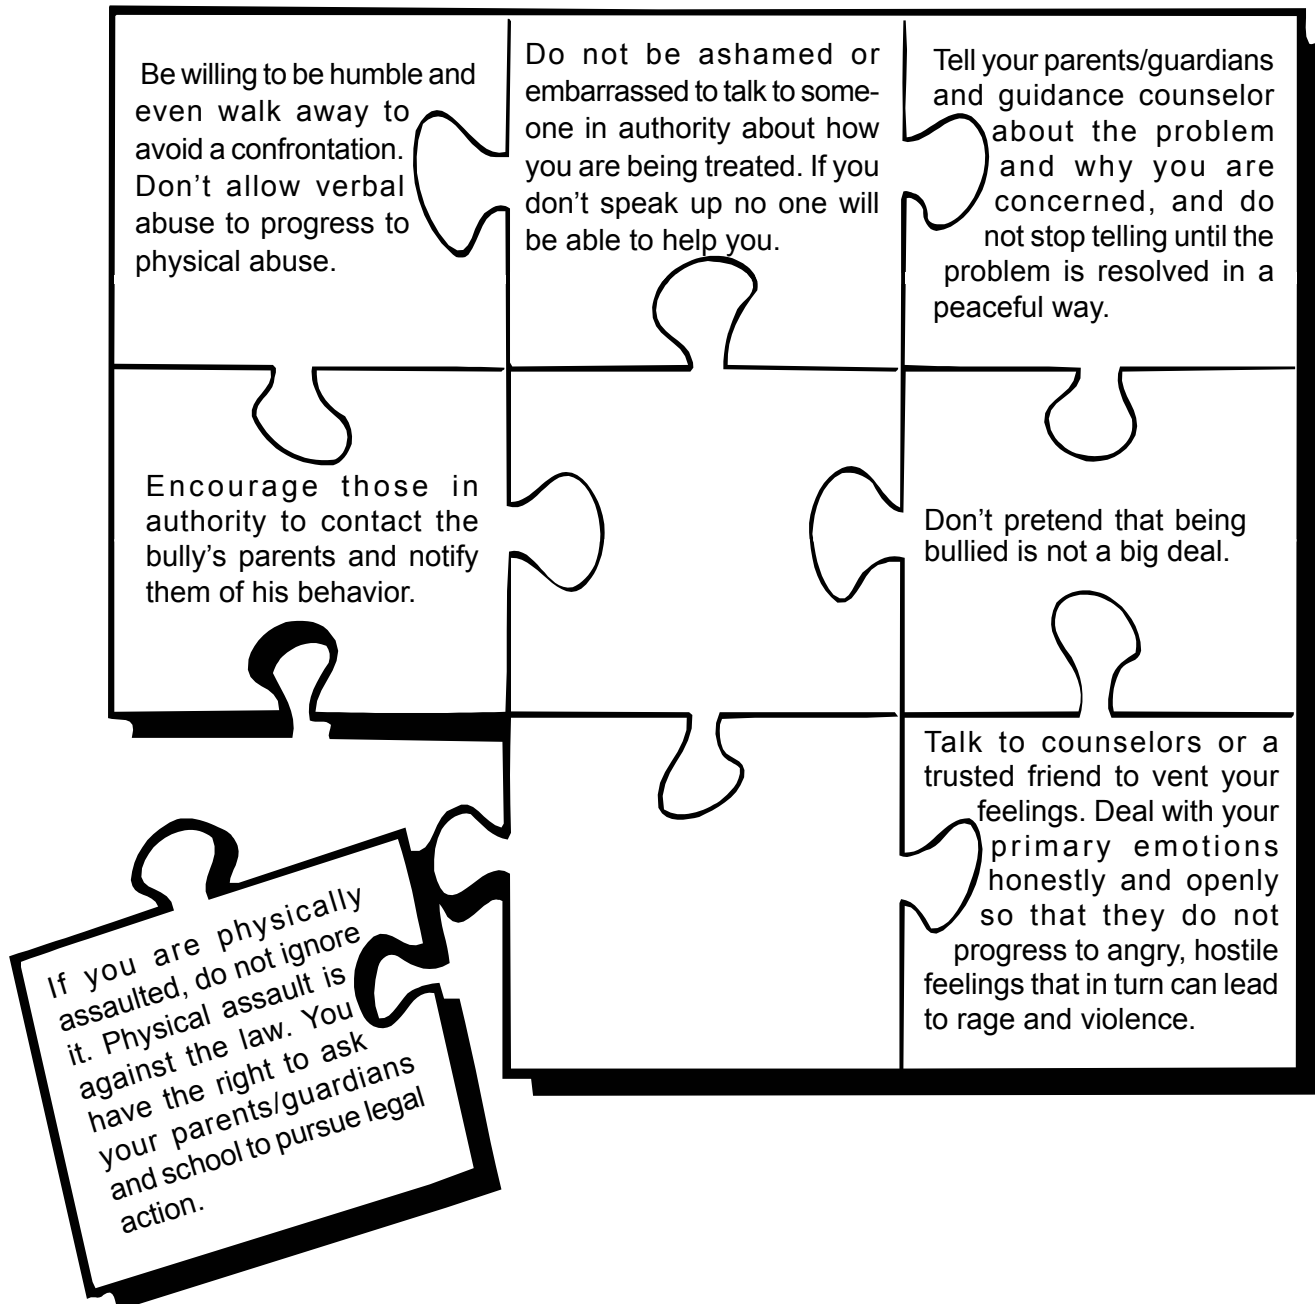 Be willing to be humble and
even walk away to
avoid a confrontation.
Don't allow verbal
abuse to progress to
physical abuse.
Do not be ashamed or
embarrassed to talk to some-
one in authority about how
you are being treated. If you
don't speak up no one will
be able to help you.
Tell your parents/guardians
and guidance counselor
about the problem
and why you are
concerned, and do
not stop telling until the
problem is resolved in a
peaceful way.
Encourage those in
authority to contact the
bully's parents and notify
them of his behavior.
Don't pretend that being
bullied is not a big deal.
If you are physically
assaulted, do not ignore
it. Physical assault is
against the law. You
have the right to ask
your parents/guardians
and school to pursue legal
action.
Talk to counselors or a
trusted friend to vent your
feelings. Deal with your
primary emotions
honestly and openly
so that they do not
progress to angry, hostile
feelings that in turn can lead
to rage and violence.